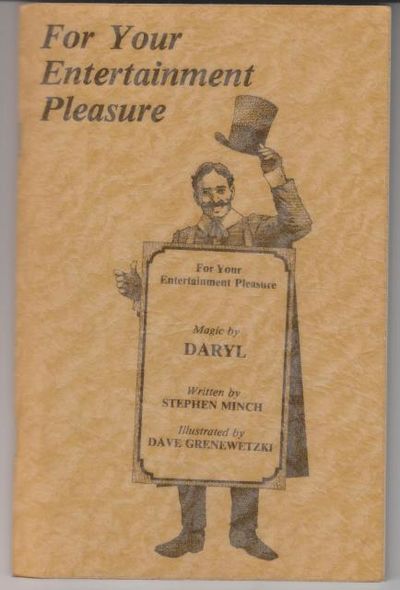 For Your
Entertainment
Pleasure
For Your
Entertainment Pleasure
Magic by
DARYL
Written by
STEPHEN MINCH
Illustrated by
DAVE GRENEWETZKI